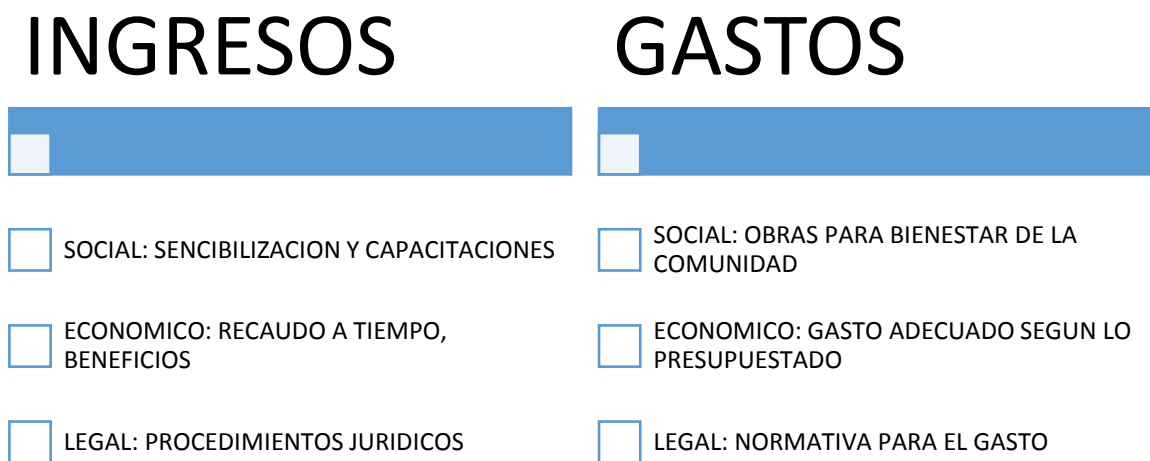 INGRESOS
SOCIAL: SENCIBILIZACION Y CAPACITACIONES
ECONOMICO: RECAUDO A TIEMPO,
BENEFICIOS
LEGAL: PROCEDIMIENTOS JURIDICOS
GASTOS
SOCIAL: OBRAS PARA BIENESTAR DE LA
COMUNIDAD
ECONOMICO: GASTO ADECUADO SEGUN LO
PRESUPUESTADO
LEGAL: NORMATIVA PARA EL GASTO